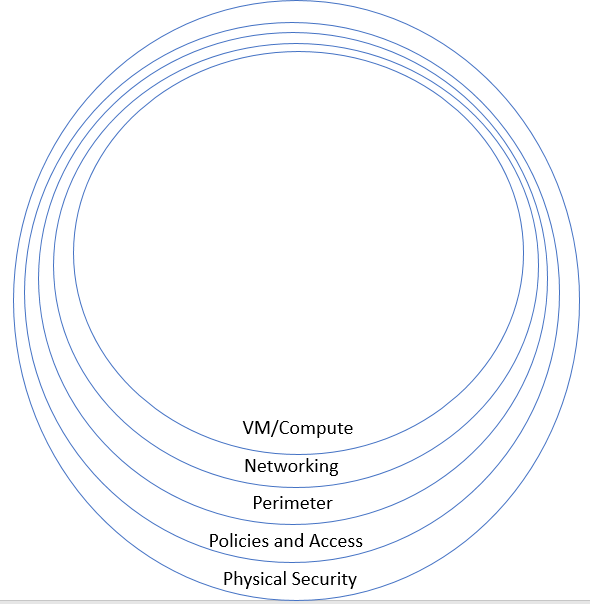 VM/Compute
Networking
Perimeter
Policies and Access
Physical Security